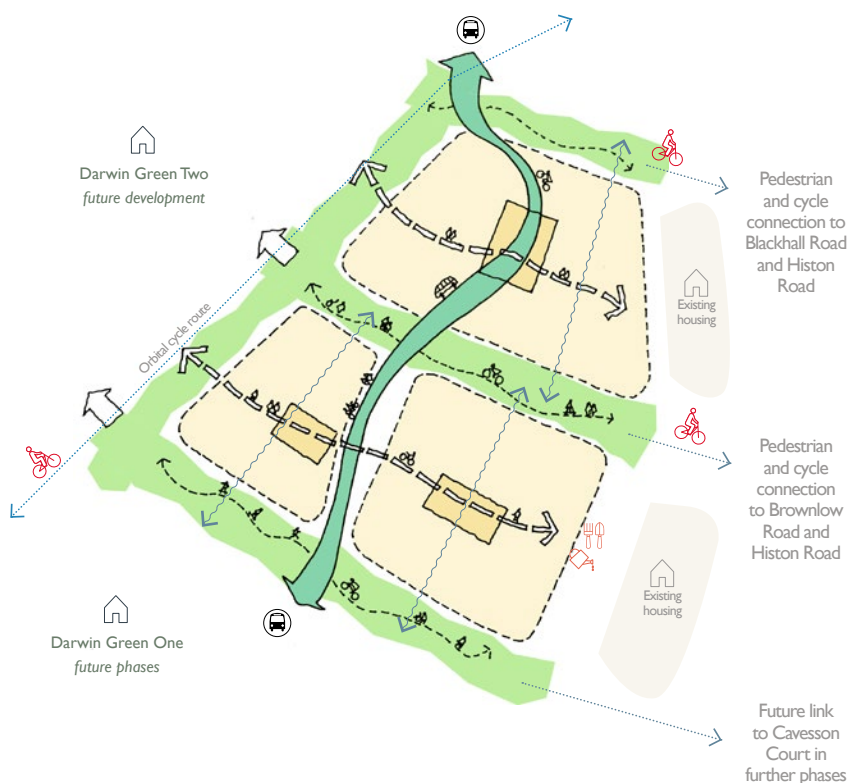 Darwin Green Two
future development
Pedestrian
and cycle
connection to
Blackhall Road
and Histon
Road
Existing
housing
Orbital cycle route
Pedestrian
and cycle
connection
to Brownlow
Road and
Histon Road
Existing
housing
Darwin Green One
future phases
Future link
to Cavesson
Court in
further phases